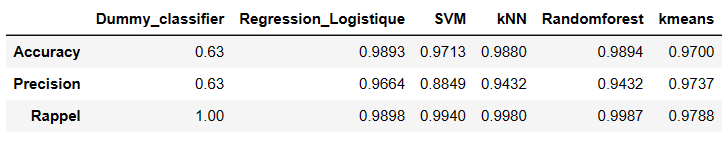 Dummy_classifier Regression_Logistique SVM kNN Randomforest kmeans
Accuracy 0.63 0.9893 0.9713 0.9880 0.9894 0.9700
Precision 0.63 0.9664 0.8849 0.9432 0.9432 0.9737
Rappel 1.00 0.9898 0.9940 0.9980 0.9987 0.9788